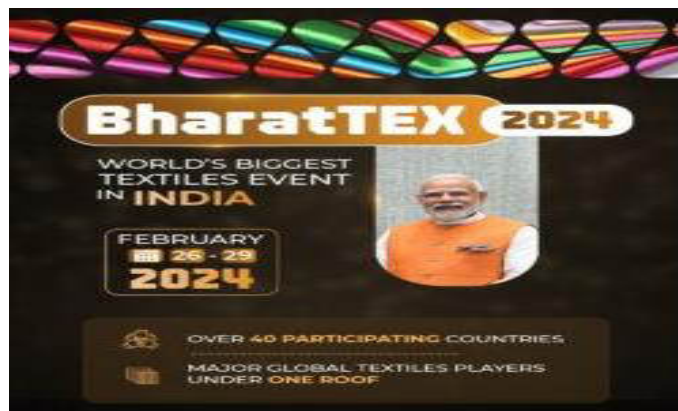 BharatTEX 2024
WORLD'S BIGGEST
TEXTILES EVENT
IN INDIA
FEBRUARY
26 - 29
2024
OVER 40 PARTICIPATING COUNTRIES
MAJOR GLOBAL TEXTILES PLAYERS
UNDER ONE ROOF